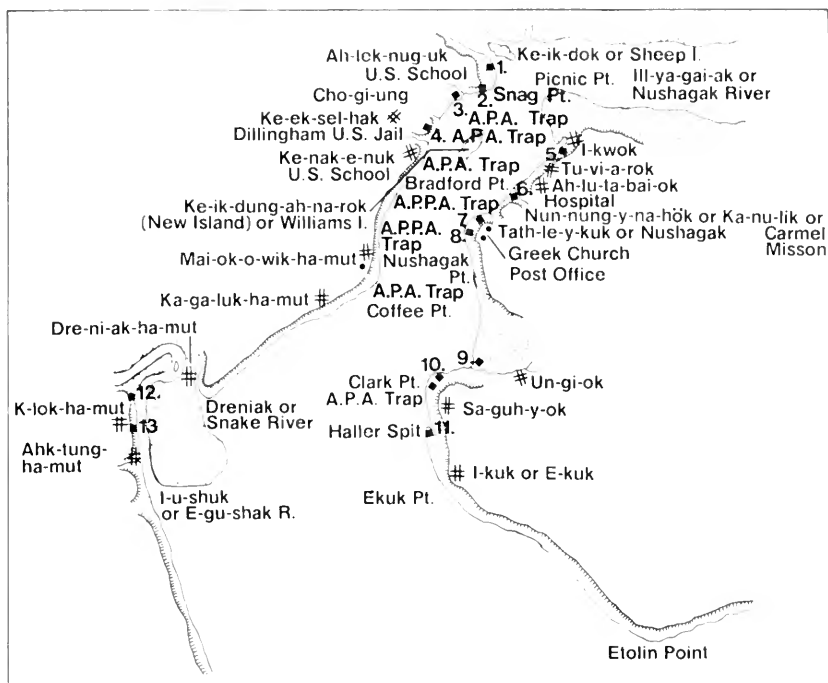 Ah-lek-nug-uk
U.S. School
Ke-ik-dok or Sheep I.
1.
Picnic Pt.
Ill-ya-gai-ak or
Nushagak River
Cho-gi-ung
2. Snag Pt.
3.
A.P.A. Trap
Ke-ek-sel-hak
Dillingham U.S. Jail
4. A.P.A. Trap
Ke-nak-e-nuk
U.S. School
A.P.A. Trap
Bradford Pt.
5.
I-kwok
Tu-vi-a-rok
6.
Ah-lu-ta-bai-ok
Hospital
Ke-ik-dung-ah-na-rok
(New Island) or Williams I.
A.P.P.A. Trap
7.
Nun-nung-y-na-hök or Ka-nu-lik or
Carmel
Misson
8.
Tath-le-y-kuk or Nushagak
Greek Church
Post Office
A.P.P.A.
Trap
Nushagak
Pt.
Mai-ok-o-wik-ha-mut
Ka-ga-luk-ha-mut
A.P.A. Trap
Coffee Pt.
Dre-ni-ak-ha-mut
9.
10.
Clark Pt.
A.P.A. Trap
Un-gi-ok
12.
K-lok-ha-mut
13
Dreniak or
Snake River
Sa-guh-y-ok
Haller Spit
11.
Ahk-tung-
ha-mut
I-u-shuk
or E-gu-shak R.
I-kuk or E-kuk
Ekuk Pt.
Etolin Point